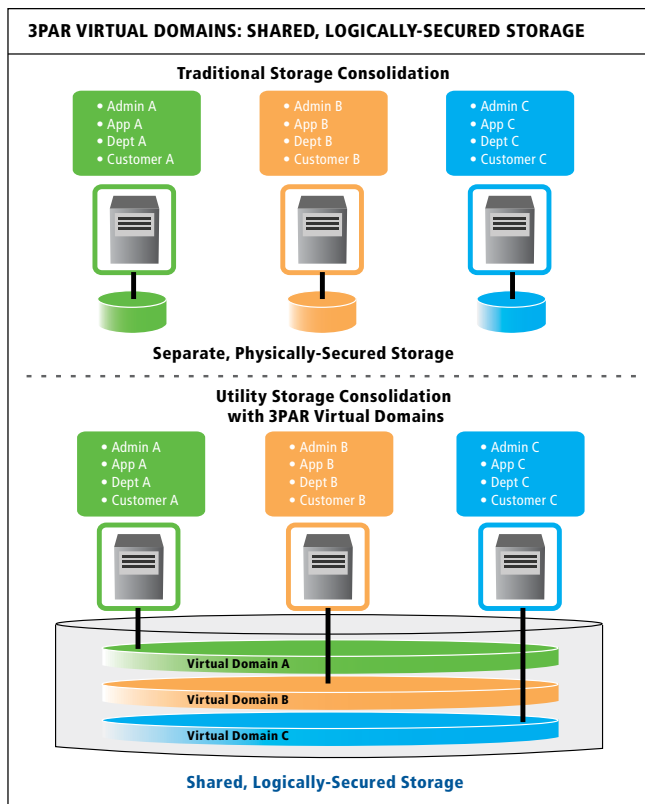 3PAR VIRTUAL DOMAINS: SHARED, LOGICALLY-SECURED STORAGE
Traditional Storage Consolidation
• Admin A
• App A
• Dept A
• Customer A
• Admin B
• App B
• Dept B
• Customer B
• Admin C
• App C
• Dept C
• Customer C
Separate, Physically-Secured Storage
Utility Storage Consolidation
with 3PAR Virtual Domains
• Admin A
• App A
• Dept A
• Customer A
• Admin B
• App B
• Dept B
• Customer B
• Admin C
• App C
• Dept C
• Customer C
Virtual Domain A
Virtual Domain B
Virtual Domain C
Shared, Logically-Secured Storage